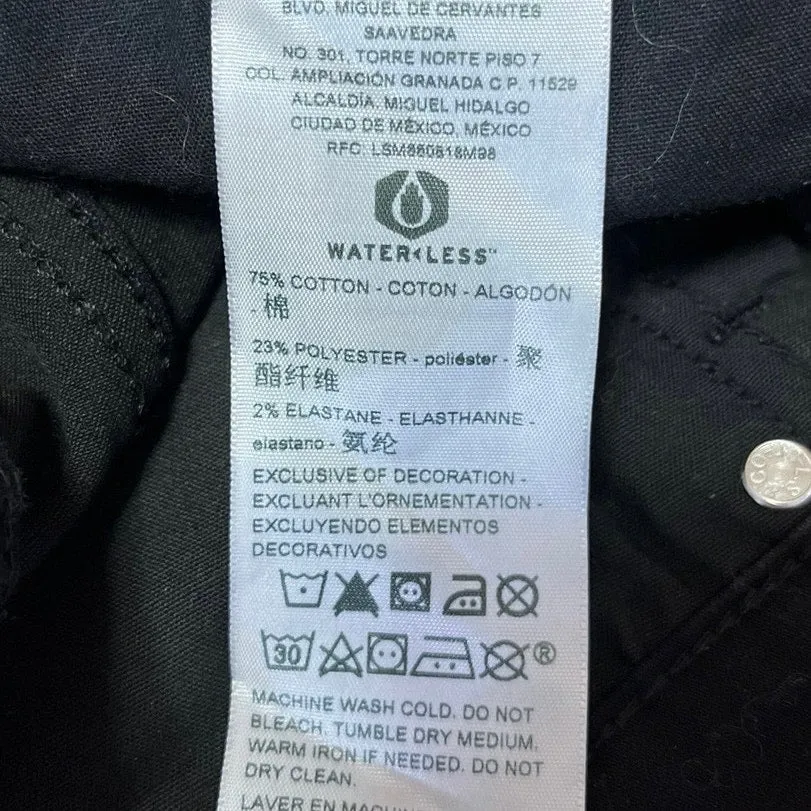 BLVD. MIGUEL DE CERVANTES
SAAVEDRA
NO. 301, TORRE NORTE PISO 7
COL. AMPLIACIÓN GRANADA C.P. 11529
ALCALDÍA, MIGUEL HIDALGO
CIUDAD DE MÉXICO, MÉXICO
RFC: LSM860818M98
WATER<LESS™
75% COTTON - COTON - ALGODÓN
- 棉
23% POLYESTER - poliéster - 聚
酯纤维
2% ELASTANE - ELASTHANNE -
elastano - 氨纶
EXCLUSIVE OF DECORATION -
EXCLUANT L'ORNEMENTATION -
EXCLUYENDO ELEMENTOS
DECORATIVOS
30
®
MACHINE WASH COLD. DO NOT
BLEACH. TUMBLE DRY MEDIUM.
WARM IRON IF NEEDED. DO NOT
DRY CLEAN.
LAVER EN